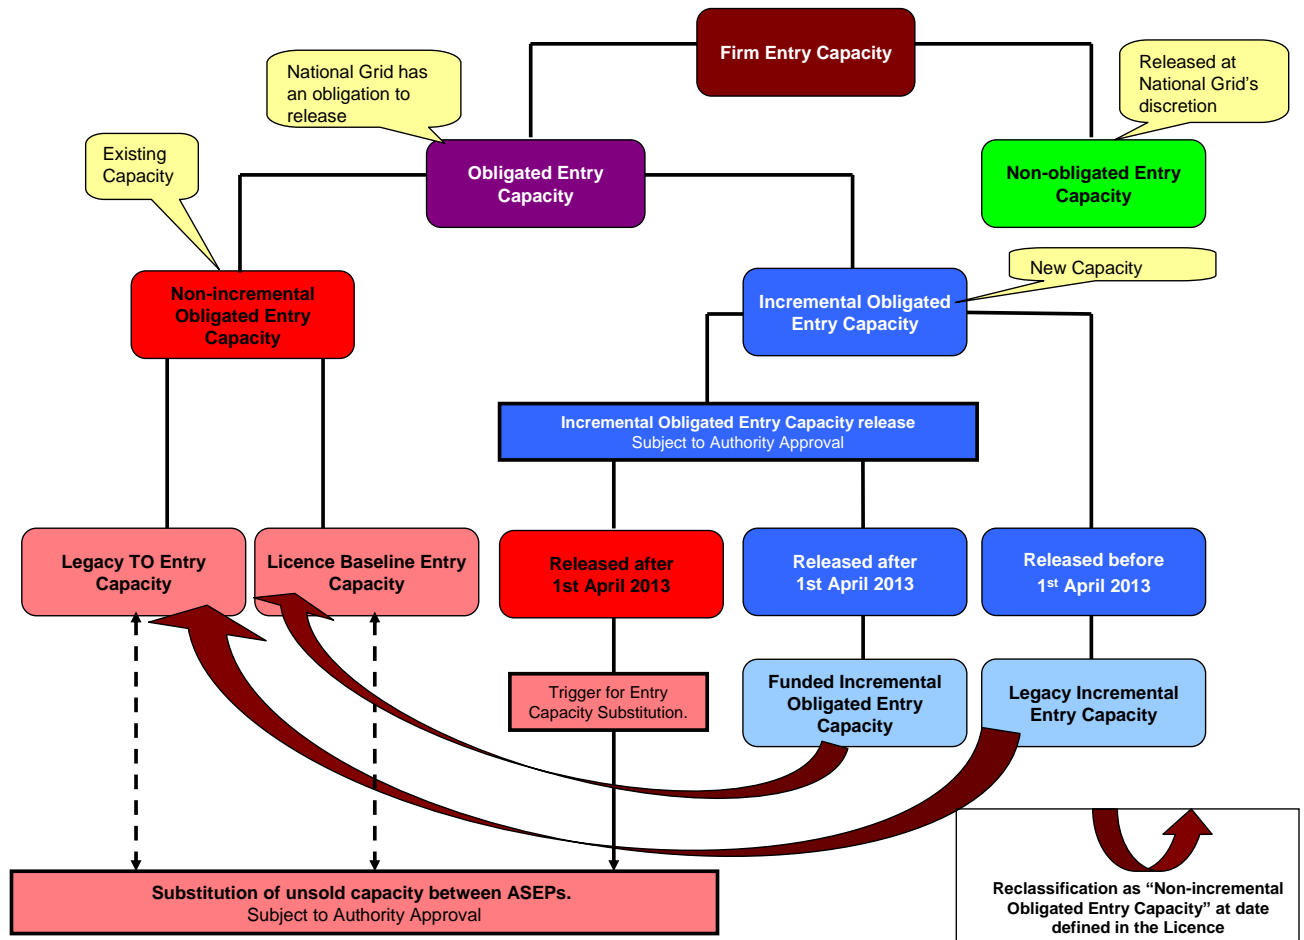 Firm Entry Capacity
National Grid has
an obligation to
release
Released at
National Grid's
discretion
Existing
Capacity
Obligated Entry
Capacity
Non-obligated Entry
Capacity
New Capacity
Non-incremental
Obligated Entry
Capacity
Incremental Obligated
Entry Capacity
Incremental Obligated Entry Capacity release
Subject to Authority Approval
Legacy TO Entry
Capacity
Licence Baseline Entry
Capacity
Released after
1st April 2013
Released after
1st April 2013
Released before
1st April 2013
Trigger for Entry
Capacity Substitution.
Funded Incremental
Obligated Entry
Capacity
Legacy Incremental
Entry Capacity
Substitution of unsold capacity between ASEPs.
Subject to Authority Approval
Reclassification as “Non-incremental
Obligated Entry Capacity” at date
defined in the Licence